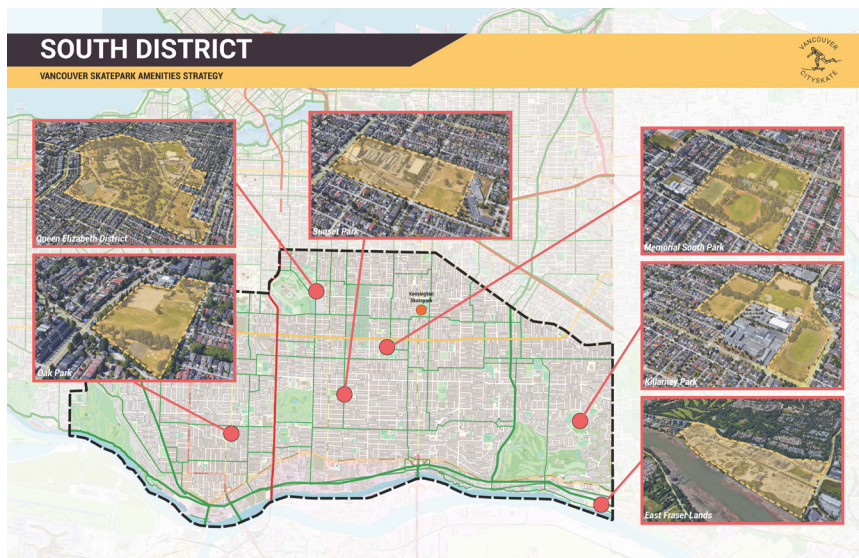 SOUTH DISTRICT
VANCOUVER SKATEPARK AMENITIES STRATEGY
VANCOUVER
CITYSKATE
Queen Elizabeth District
Sunset Park
Memorial South Park
Oak Park
Kensington
Skatepark
Killarney Park
East Fraser Lands